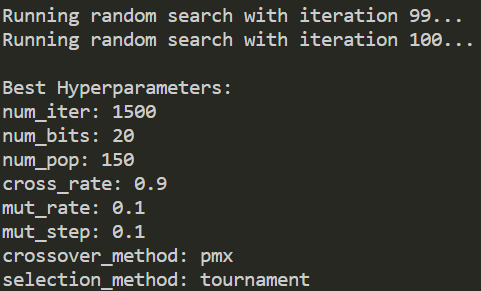 Running random search with iteration 99...
Running random search with iteration 100...
Best Hyperparameters:
num_iter: 1500
num_bits: 20
num_pop: 150
cross_rate: 0.9
mut_rate: 0.1
mut_step: 0.1
crossover_method: pmx
selection_method: tournament